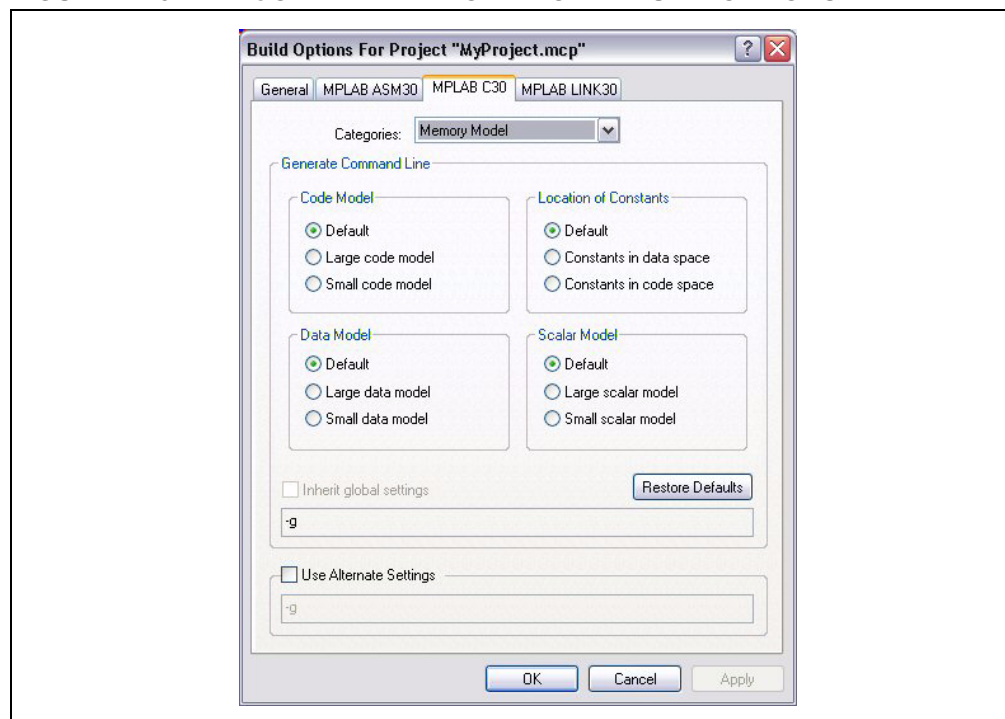 Build Options For Project "MyProject.mcp"
General MPLAB ASM30 MPLAB C30 MPLAB LINK30
Categories: Memory Model
Generate Command Line
Code Model
Default
Large code model
Small code model
Location of Constants
Default
Constants in data space
Constants in code space
Data Model
Default
Large data model
Small data model
Scalar Model
Default
Large scalar model
Small scalar model
Inherit global settings Restore Defaults
-g
Use Alternate Settings
-g
OK Cancel Apply